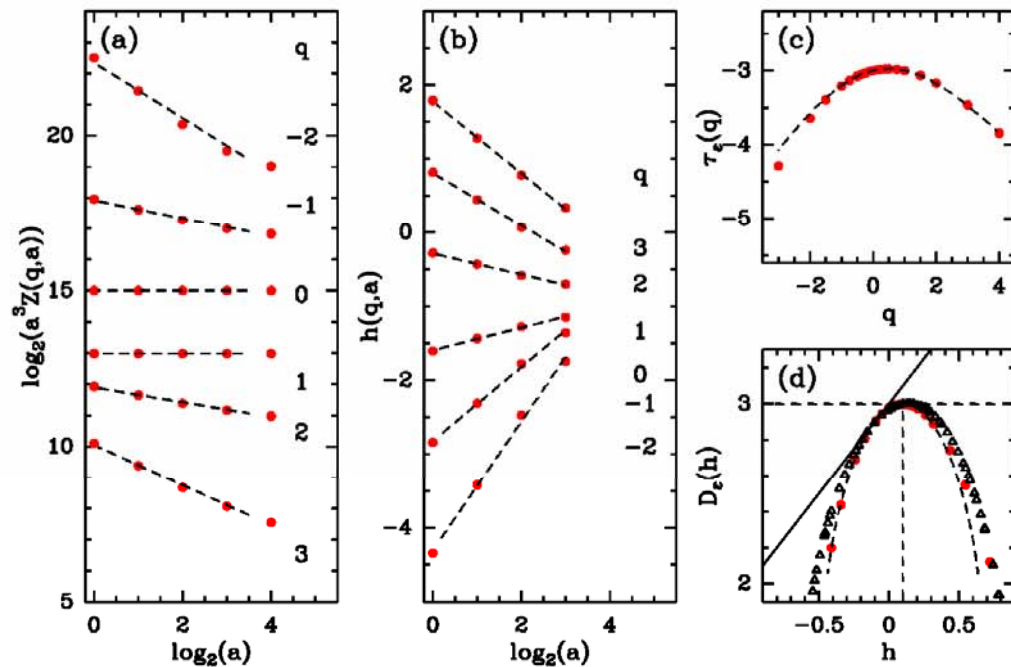 (a)
q
-2
-1
0
1
2
3
20
15
10
5
log₂(a³Z(q,a))
0 2 4
log₂(a)
(b)
q
3
2
1
0
-1
-2
2
0
-2
-4
h(q,a)
0 2 4
log₂(a)
(c)
-3
-4
-5
τε(q)
-2 0 2 4
q
(d)
3
2
Dε(h)
-0.5 0 0.5
h